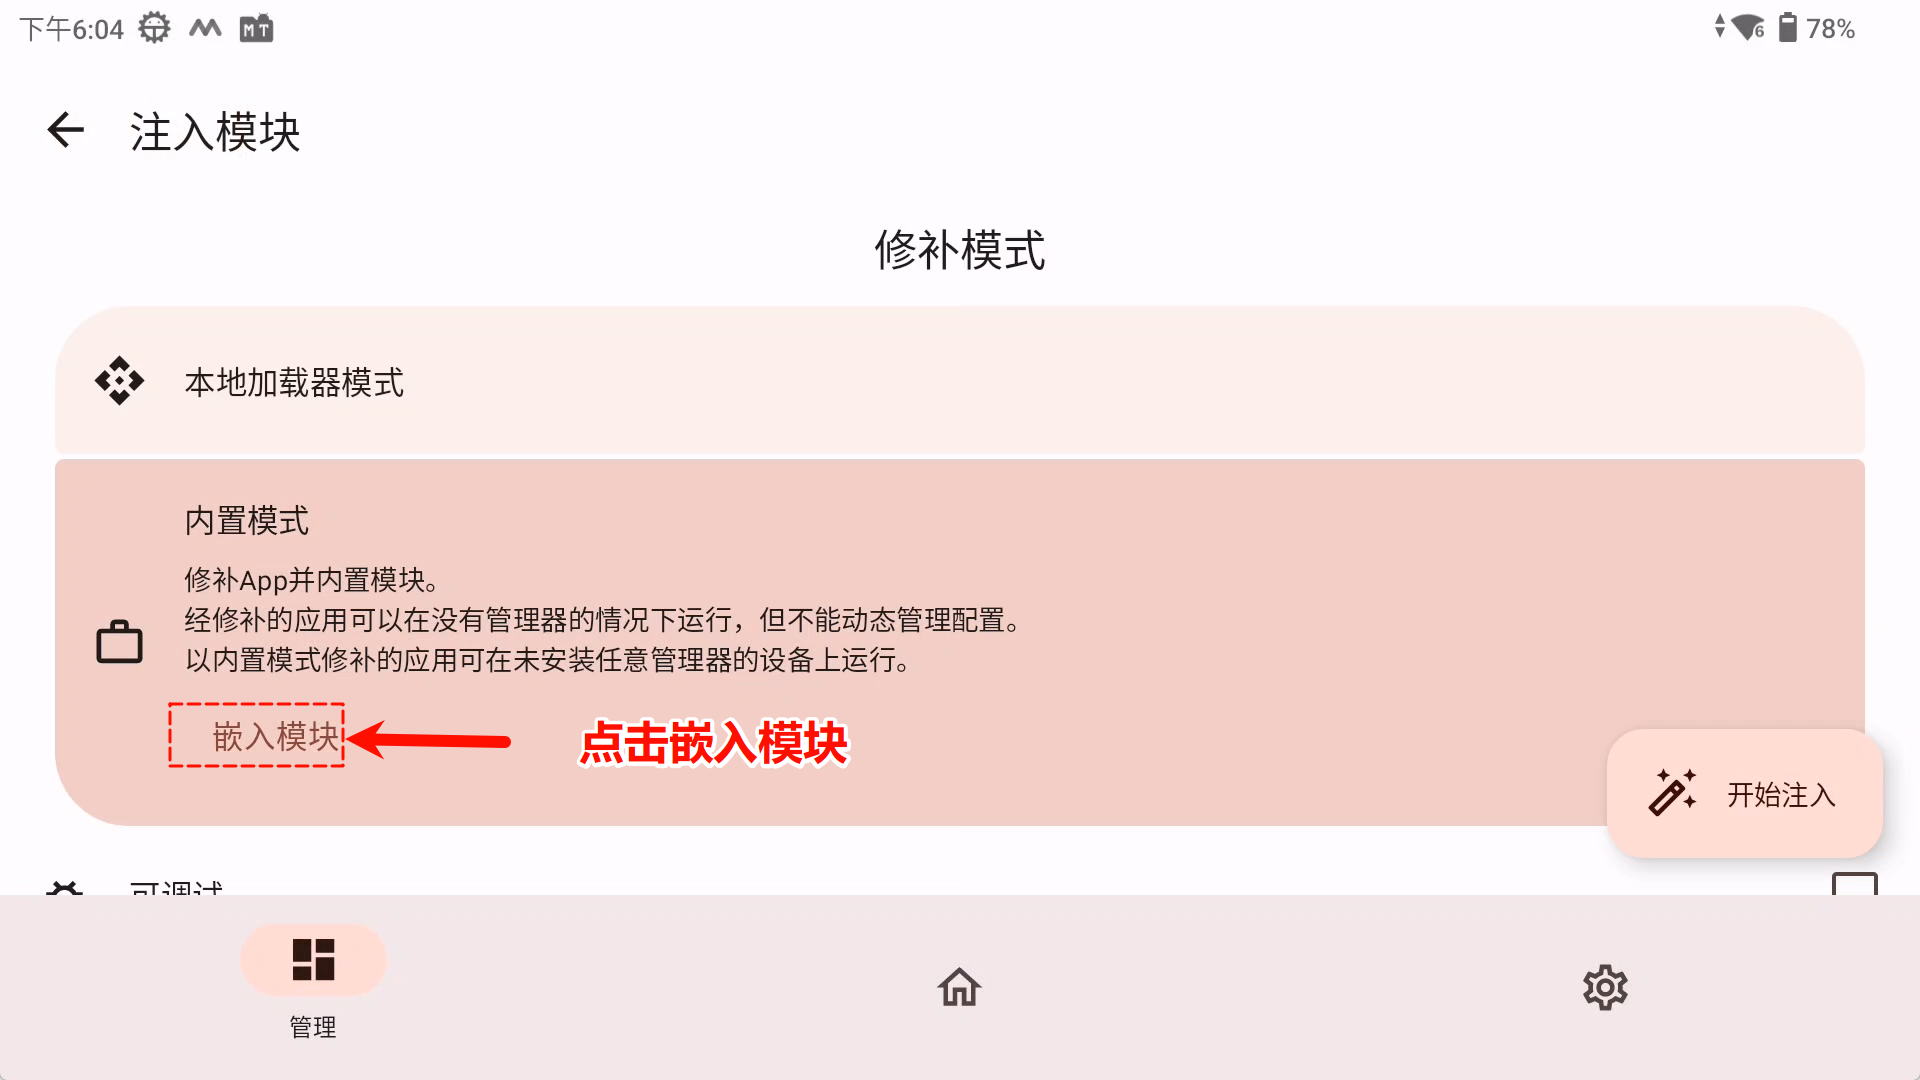 下午6:04
MT
6
78%
注入模块
修补模式
本地加载器模式
内置模式
修补App并内置模块。
经修补的应用可以在没有管理器的情况下运行，但不能动态管理配置。
以内置模式修补的应用可在未安装任意管理器的设备上运行。
嵌入模块
点击嵌入模块
开始注入
可调试
管理